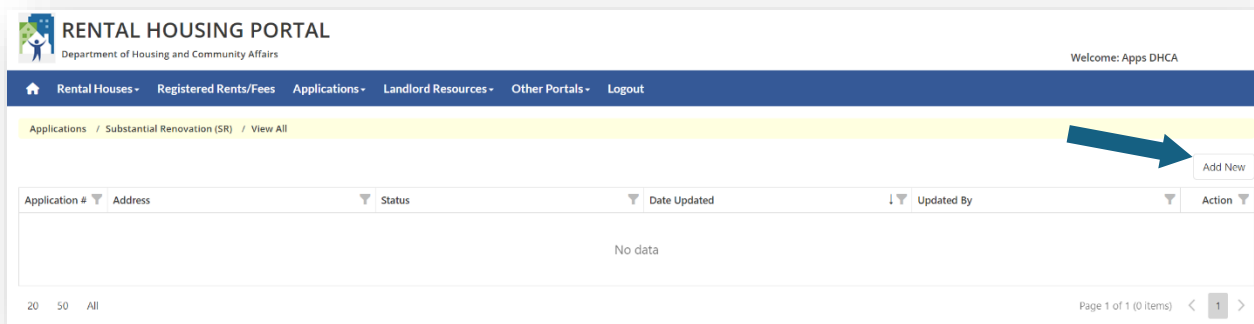 RENTAL HOUSING PORTAL
Department of Housing and Community Affairs
Welcome: Apps DHCA
Rental Houses Registered Rents/Fees Applications Landlord Resources Other Portals Logout
Applications / Substantial Renovation (SR) / View All
Add New
Application # Address Status Date Updated Updated By Action
No data
20 50 All Page 1 of 1 (0 items) < 1 >